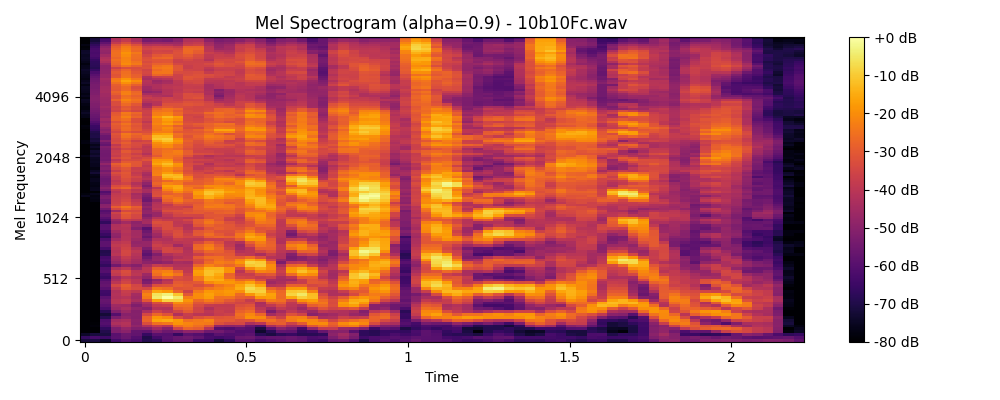 Mel Spectrogram (alpha=0.9) - 10b10Fc.wav
Mel Frequency
4096
2048
1024
512
0
0
0.5
1
1.5
2
Time
+0 dB
-10 dB
-20 dB
-30 dB
-40 dB
-50 dB
-60 dB
-70 dB
-80 dB